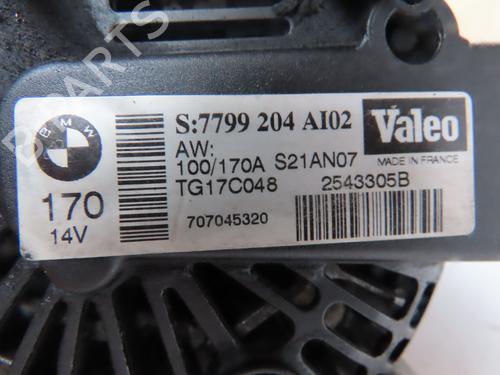 BMW
S:7799 204 AI02
Valeo
AW:
100/170A S21AN07
MADE IN FRANCE
170
TG17C048
2543305B
14V
707045320